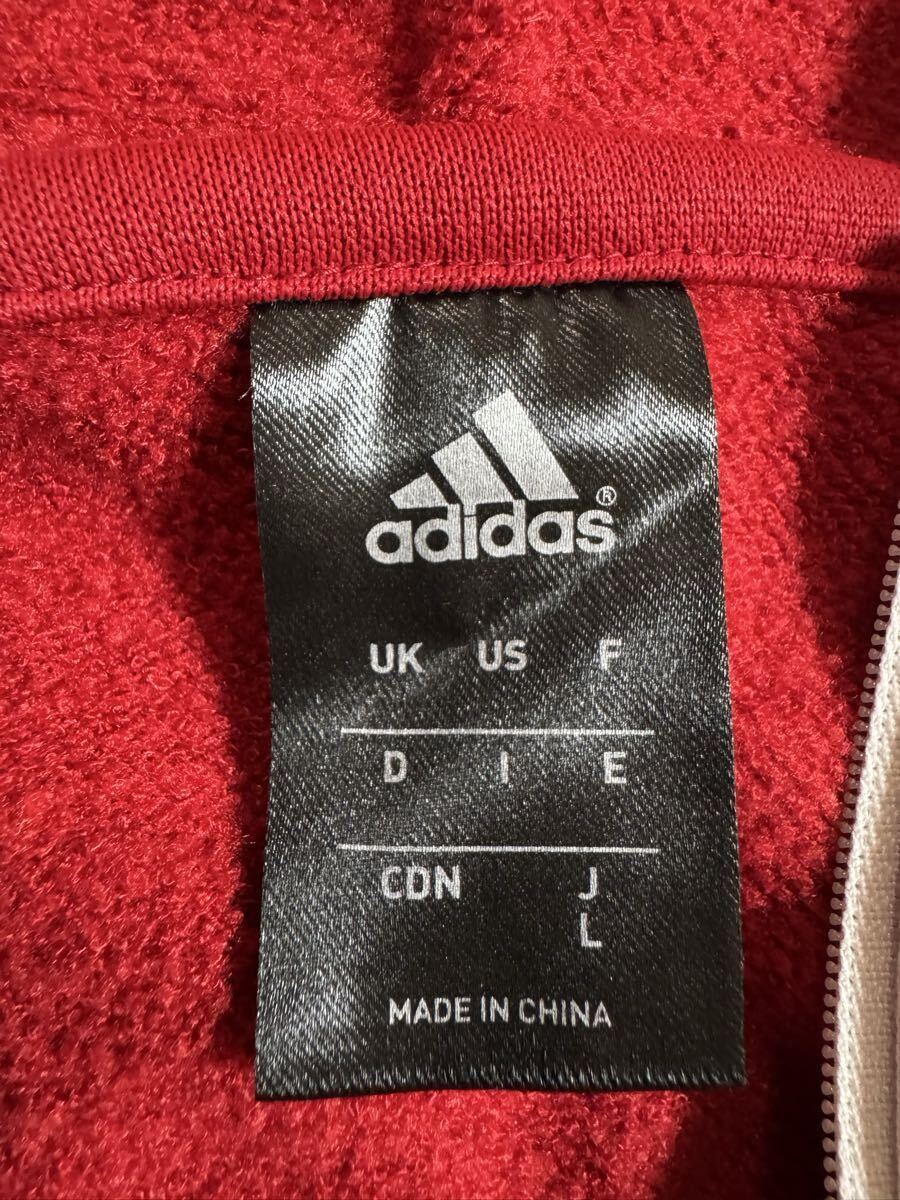 adidas®
UK US F
D I E
CDN J
L
MADE IN CHINA